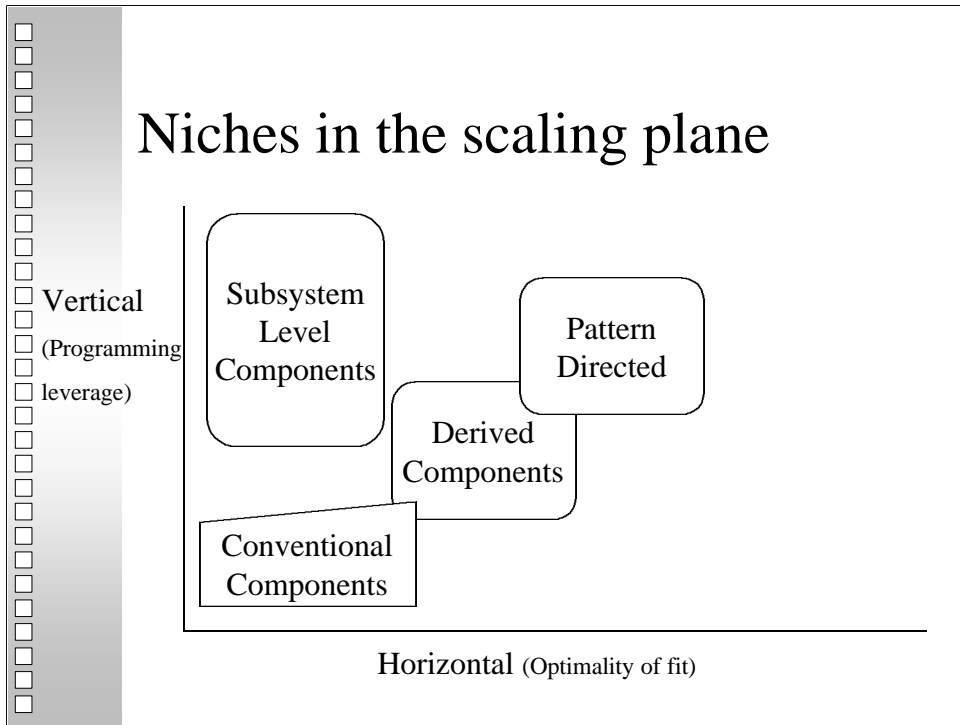 Niches in the scaling plane
Vertical
(Programming
leverage)
Subsystem
Level
Components
Pattern
Directed
Derived
Components
Conventional
Components
Horizontal (Optimality of fit)